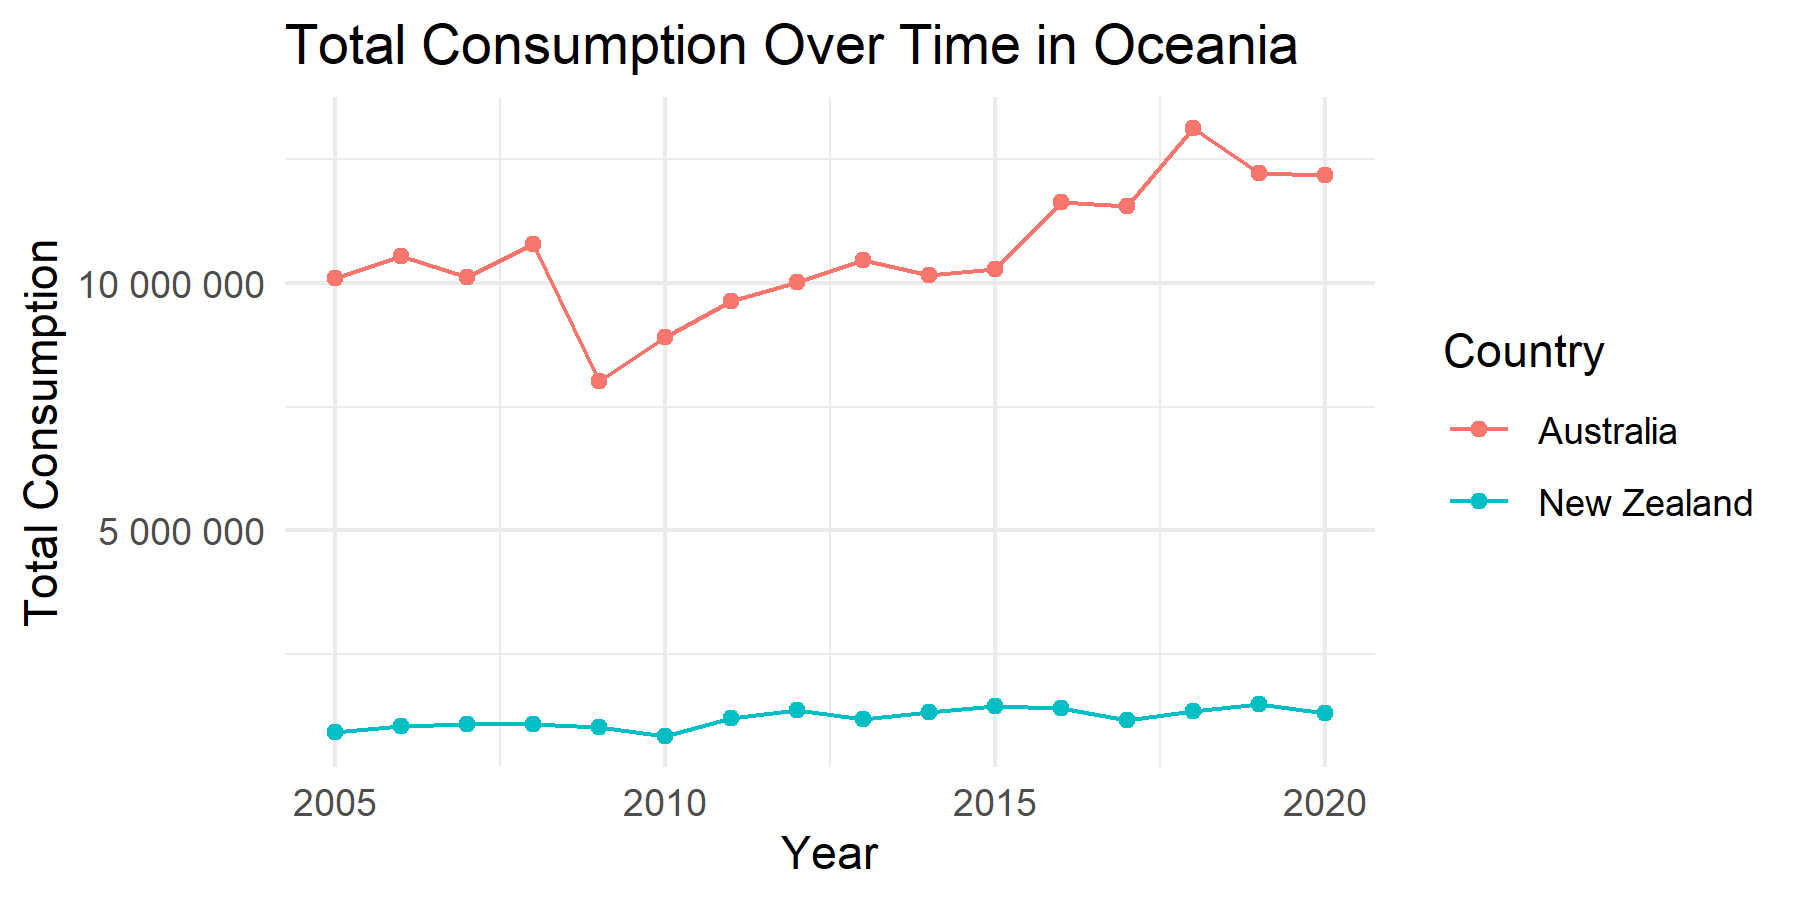 Total Consumption Over Time in Oceania
Total Consumption
10 000 000
5 000 000
2005 2010 2015 2020
Year
Country
Australia
New Zealand